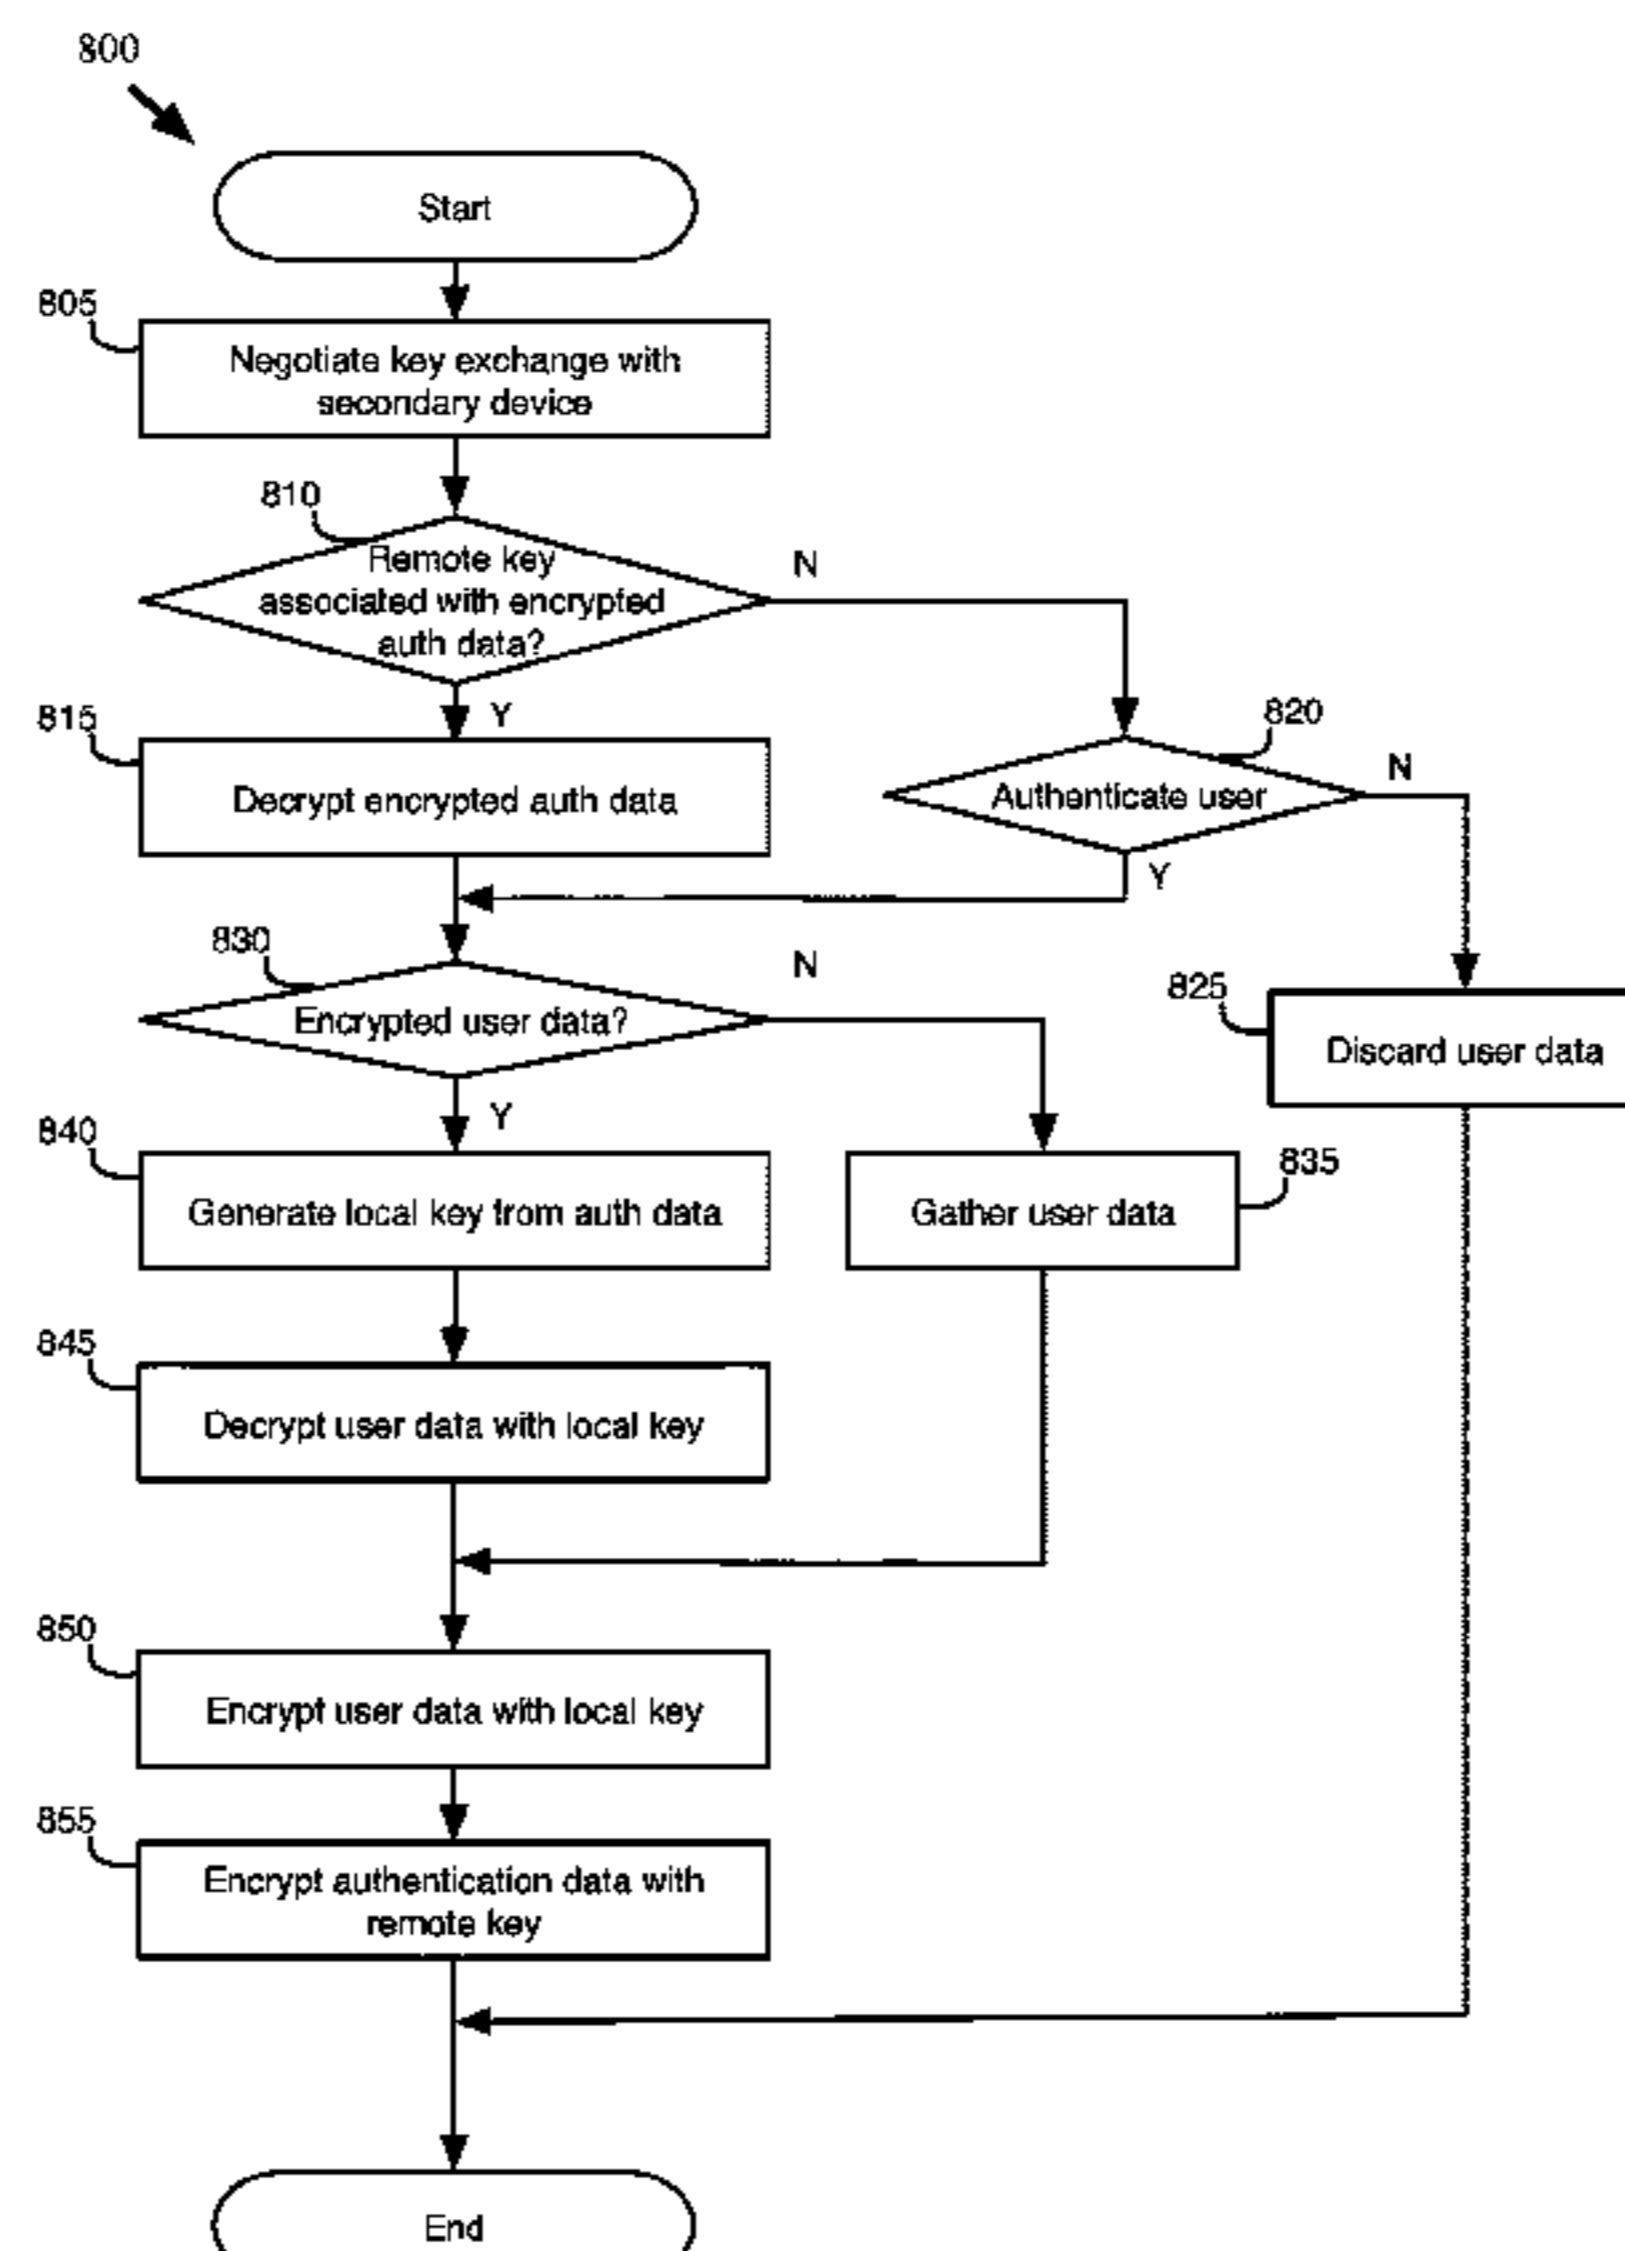 800
Start
805
Negotiate key exchange with
secondary device
810
Remote key
associated with encrypted
auth data?
N
Y
815
Decrypt encrypted auth data
820
Authenticate user
N
Y
830
Encrypted user data?
N
Y
825
Discard user data
840
Generate local key from auth data
835
Gather user data
845
Decrypt user data with local key
850
Encrypt user data with local key
855
Encrypt authentication data with
remote key
End